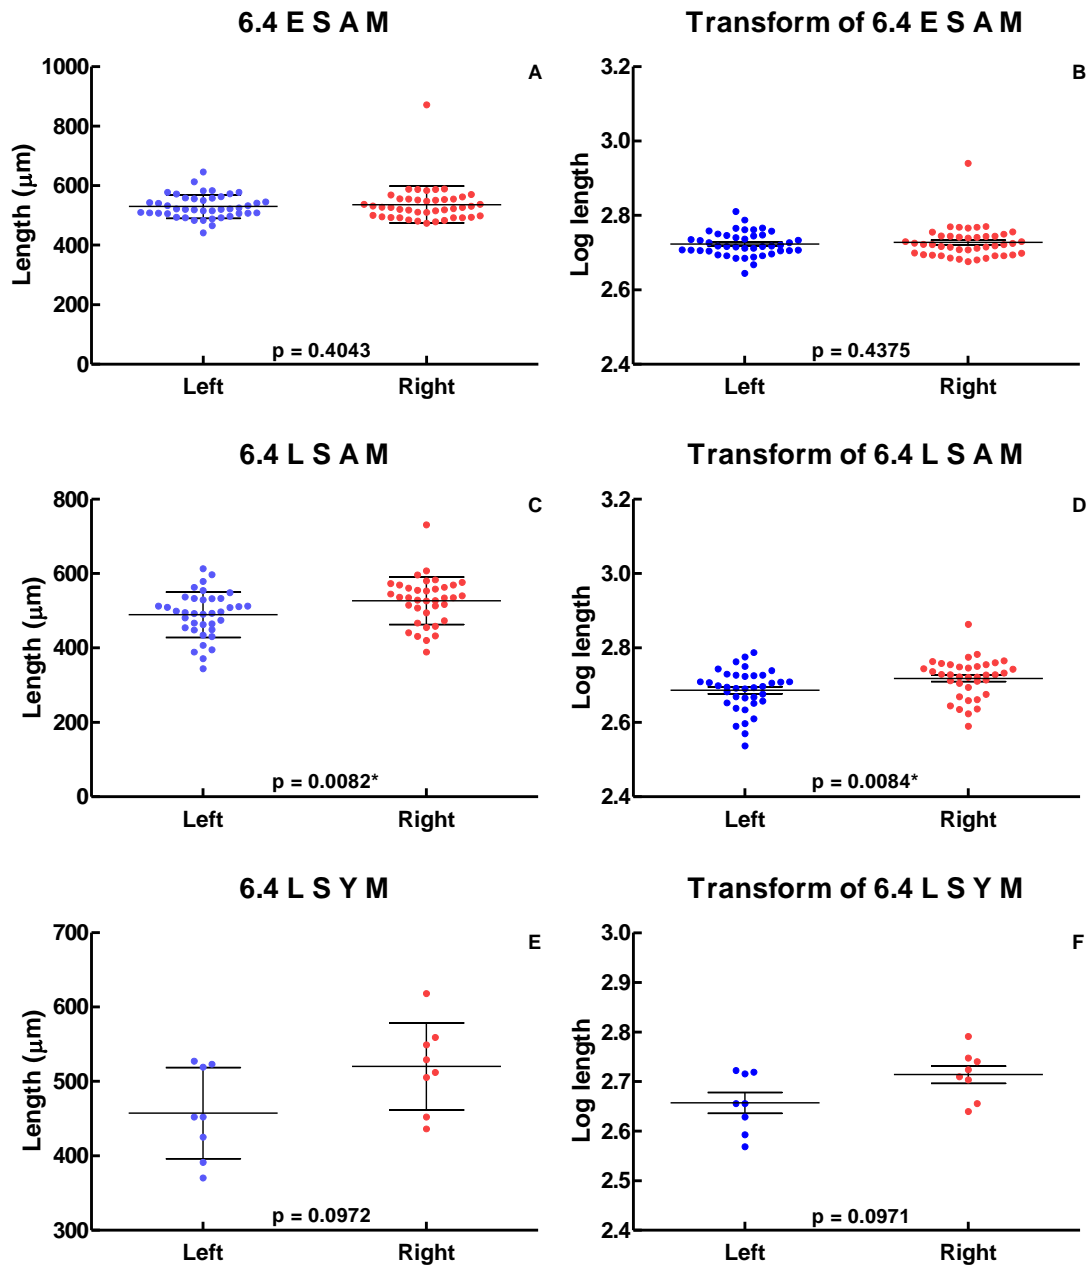 6.4 E S A M
A
1000
800
600
400
200
0
Length (μm)
p = 0.4043
Left Right
Transform of 6.4 E S A M
B
3.2
3.0
2.8
2.6
2.4
Log length
p = 0.4375
Left Right
6.4 L S A M
C
800
600
400
200
0
Length (μm)
p = 0.0082*
Left Right
Transform of 6.4 L S A M
D
3.2
3.0
2.8
2.6
2.4
Log length
p = 0.0084*
Left Right
6.4 L S Y M
E
700
600
500
400
300
Length (μm)
p = 0.0972
Left Right
Transform of 6.4 L S Y M
F
3.0
2.9
2.8
2.7
2.6
2.5
2.4
Log length
p = 0.0971
Left Right